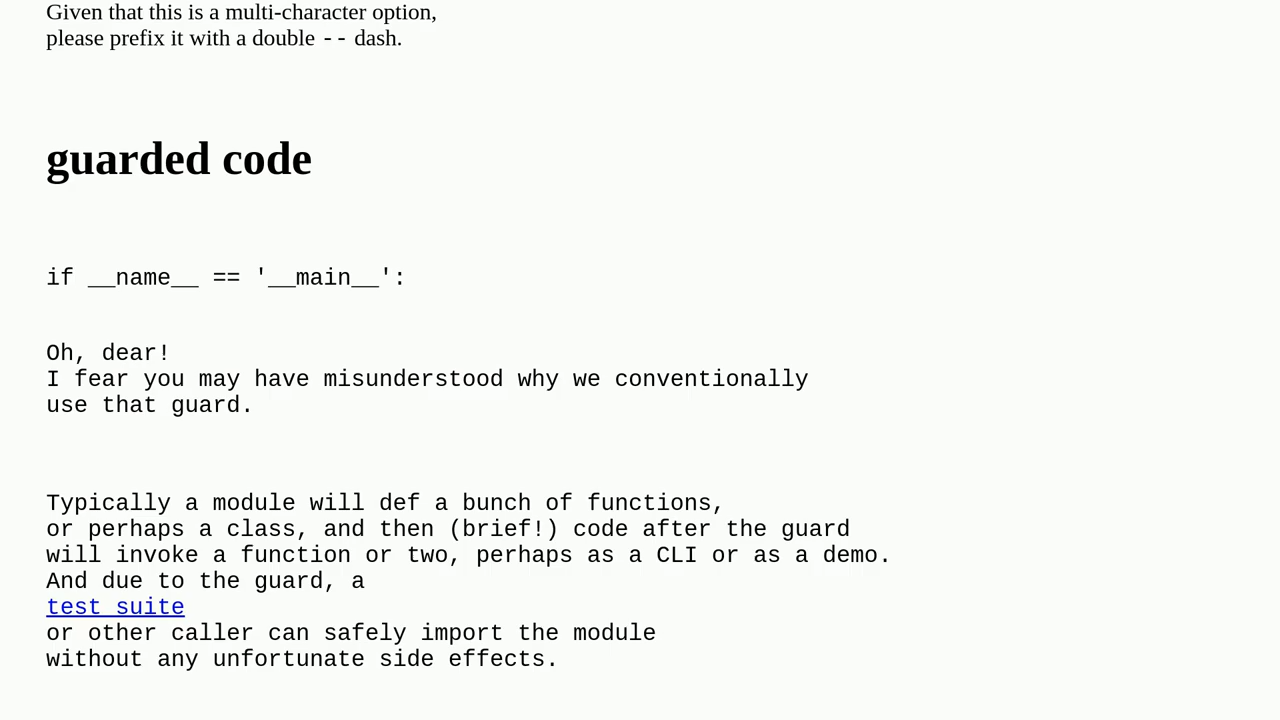 Given that this is a multi-character option,
please prefix it with a double -- dash.
guarded code
if __name__ == '__main__':
Oh, dear!
I fear you may have misunderstood why we conventionally
use that guard.
Typically a module will def a bunch of functions,
or perhaps a class, and then (brief!) code after the guard
will invoke a function or two, perhaps as a CLI or as a demo.
And due to the guard, a
test suite
or other caller can safely import the module
without any unfortunate side effects.